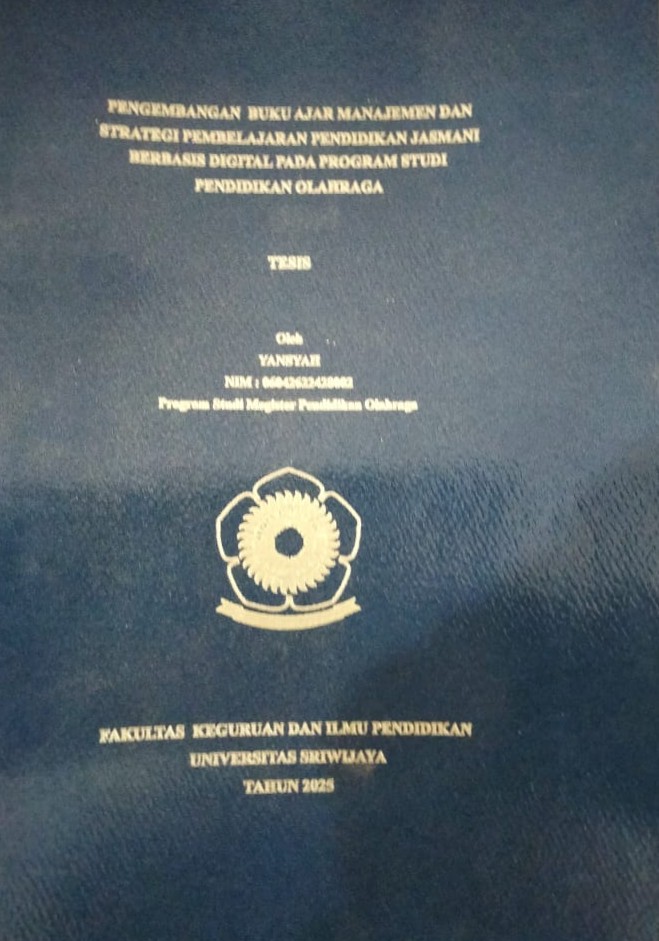 PENGEMBANGAN BUKU AJAR MANAJEMEN DAN
STRATEGI PEMBELAJARAN PENDIDIKAN JASMANI
BERBASIS DIGITAL PADA PROGRAM STUDI
PENDIDIKAN OLAHRAGA
TESIS
Oleh
YANSYAH
NIM :
Program Studi Magister Pendidikan Olahraga
FAKULTAS KEGURUAN DAN ILMU PENDIDIKAN
UNIVERSITAS SRIWIJAYA
TAHUN 2025